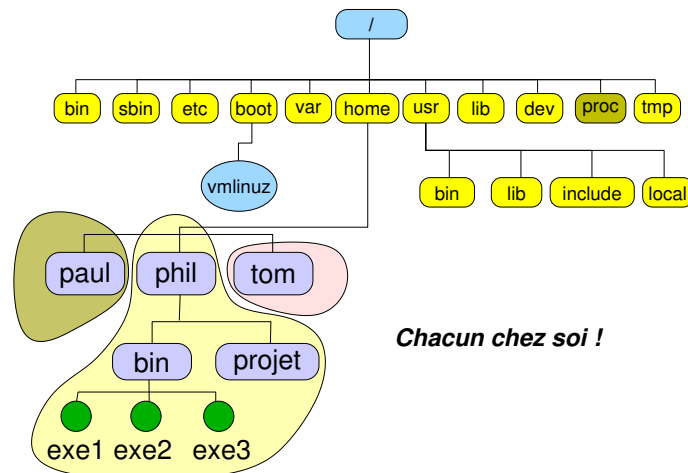 /
bin sbin etc boot var home usr lib dev proc tmp
vmlinuz
bin lib include local
paul phil tom
Chacun chez soi !
bin projet
exe1 exe2 exe3